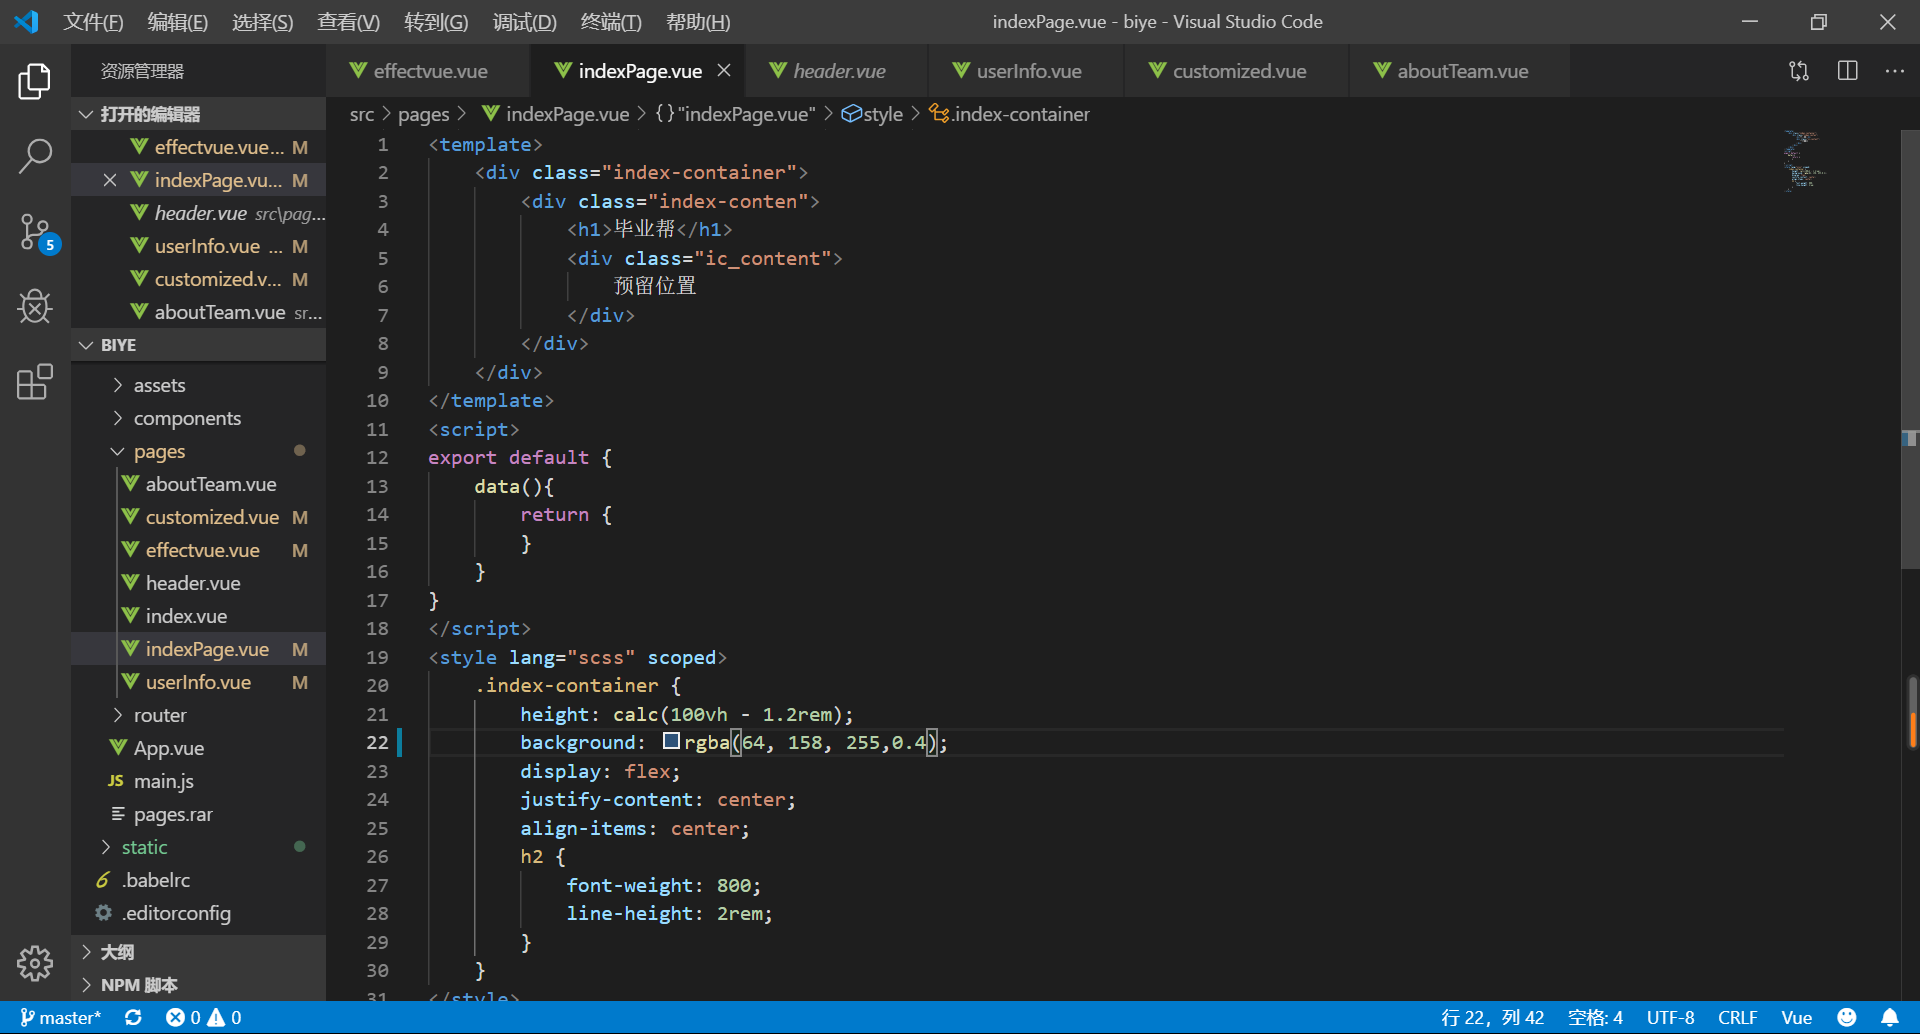 文件(F) 编辑(E) 选择(S) 查看(V) 转到(G) 调试(D) 终端(T) 帮助(H) indexPage.vue - biye - Visual Studio Code
资源管理器
effectvue.vue indexPage.vue header.vue userInfo.vue customized.vue aboutTeam.vue
打开的编辑器
effectvue.vue... M
indexPage.vu... M
header.vue src\pag...
userInfo.vue ... M
customized.v... M
aboutTeam.vue sr...
BIYE
assets
components
pages
aboutTeam.vue
customized.vue M
effectvue.vue M
header.vue
index.vue
indexPage.vue M
userInfo.vue M
router
App.vue
JS main.js
pages.rar
static
.babelrc
.editorconfig
大纲
NPM 脚本
5
src > pages > indexPage.vue > {} "indexPage.vue" > style > .index-container
1 <template>
2 <div class="index-container">
3 <div class="index-conten">
4 <h1>毕业帮</h1>
5 <div class="ic_content">
6 预留位置
7 </div>
8 </div>
9 </div>
10 </template>
11 <script>
12 export default {
13 data(){
14 return {
15 }
16 }
17 }
18 </script>
19 <style lang="scss" scoped>
20 .index-container {
21 height: calc(100vh - 1.2rem);
22 background: rgba(64, 158, 255,0.4);
23 display: flex;
24 justify-content: center;
25 align-items: center;
26 h2 {
27 font-weight: 800;
28 line-height: 2rem;
29 }
30 }
31 </style>
master* 0 0 行 22，列 42 空格: 4 UTF-8 CRLF Vue